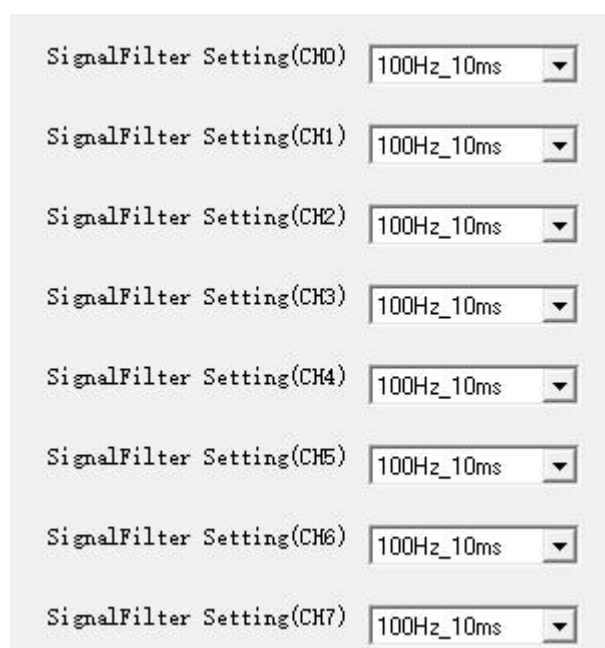 SignalFilter Setting(CH0) 100Hz_10ms
SignalFilter Setting(CH1) 100Hz_10ms
SignalFilter Setting(CH2) 100Hz_10ms
SignalFilter Setting(CH3) 100Hz_10ms
SignalFilter Setting(CH4) 100Hz_10ms
SignalFilter Setting(CH5) 100Hz_10ms
SignalFilter Setting(CH6) 100Hz_10ms
SignalFilter Setting(CH7) 100Hz_10ms